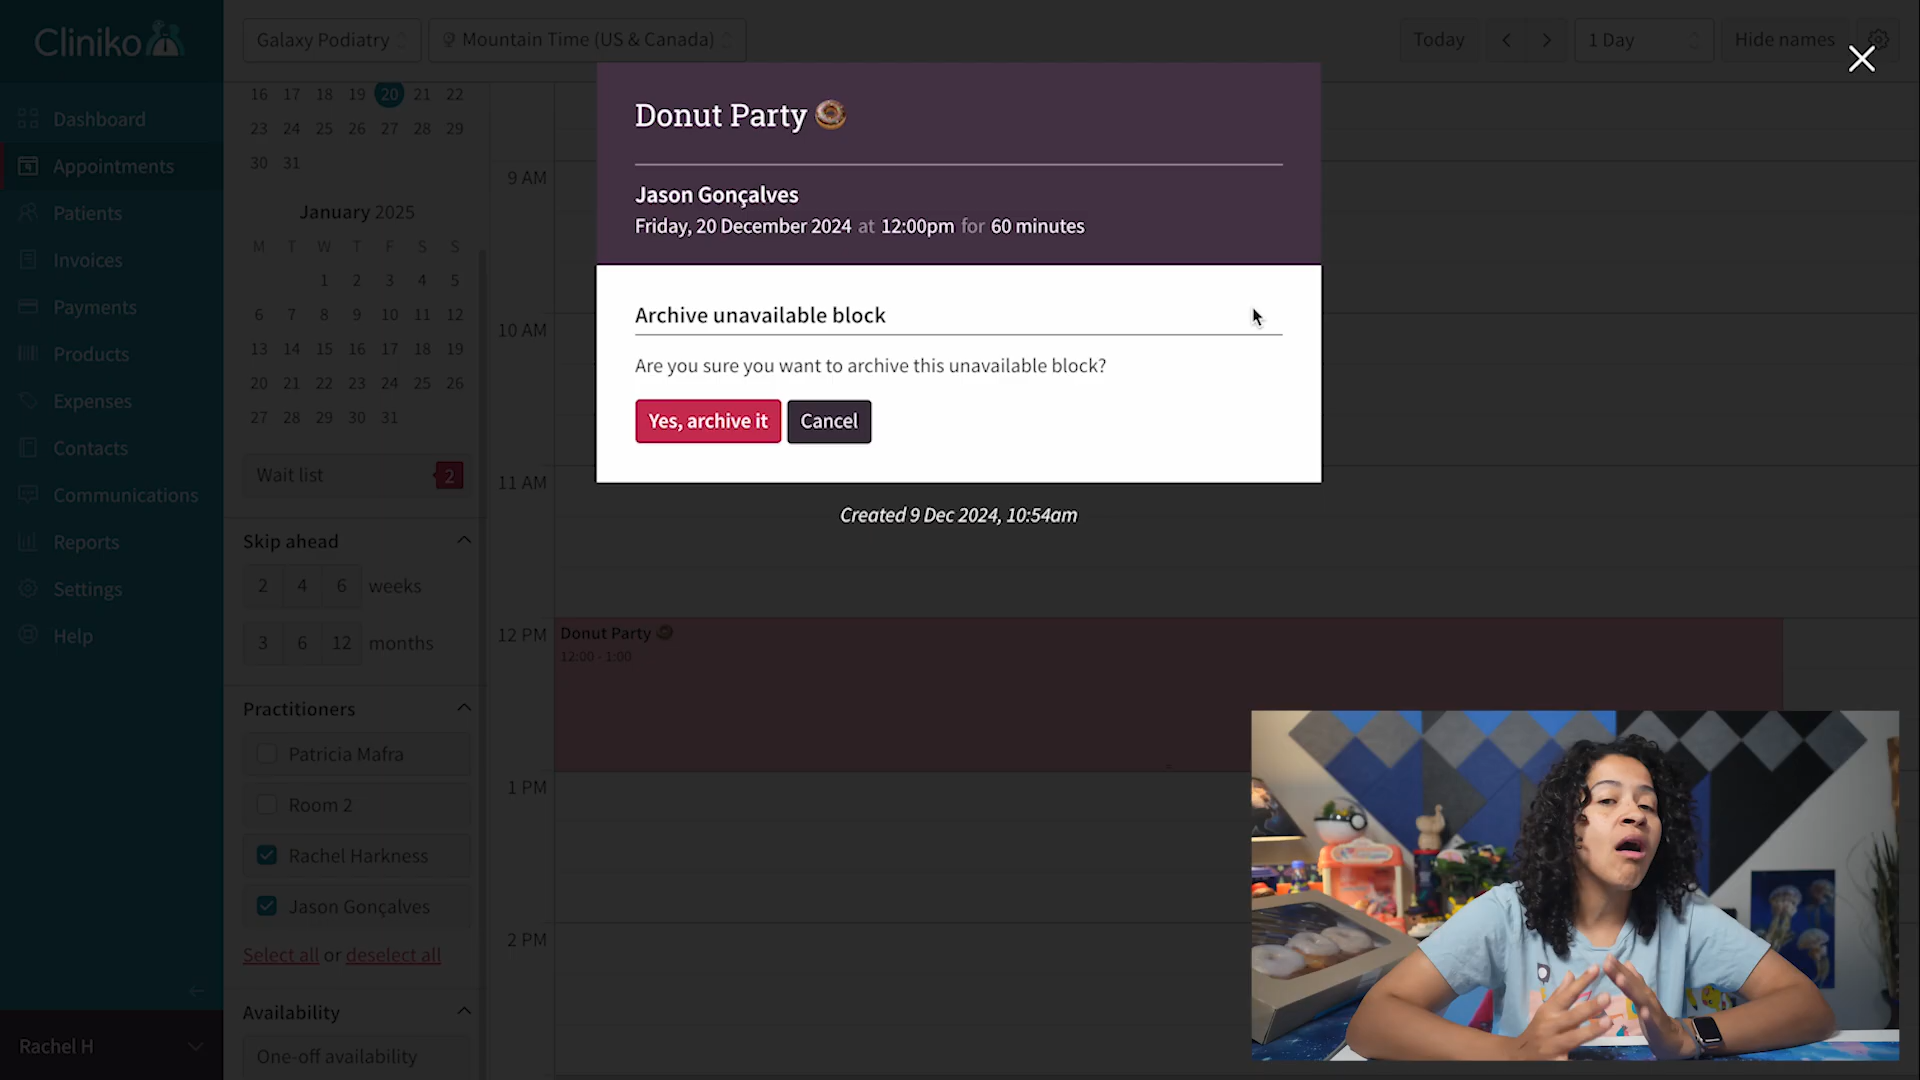 Cliniko
Galaxy Podiatry
Mountain Time (US & Canada)
Today
1 Day
Hide names
Dashboard
Appointments
Patients
Invoices
Payments
Products
Expenses
Contacts
Communications
Reports
Settings
Help
Rachel H
16 17 18 19 20 21 22
23 24 25 26 27 28 29
30 31
January 2025
M T W T F S S
1 2 3 4 5
6 7 8 9 10 11 12
13 14 15 16 17 18 19
20 21 22 23 24 25 26
27 28 29 30 31
Wait list 2
Skip ahead
2 4 6 weeks
3 6 12 months
Practitioners
Patricia Mafra
Room 2
Rachel Harkness
Jason Gonçalves
Select all or deselect all
Availability
One-off availability
9 AM
10 AM
11 AM
12 PM
1 PM
2 PM
Donut Party 🍩
Jason Gonçalves
Friday, 20 December 2024 at 12:00pm for 60 minutes
Archive unavailable block
Are you sure you want to archive this unavailable block?
Yes, archive it
Cancel
Created 9 Dec 2024, 10:54am
Donut Party 🍩
12:00 - 1:00